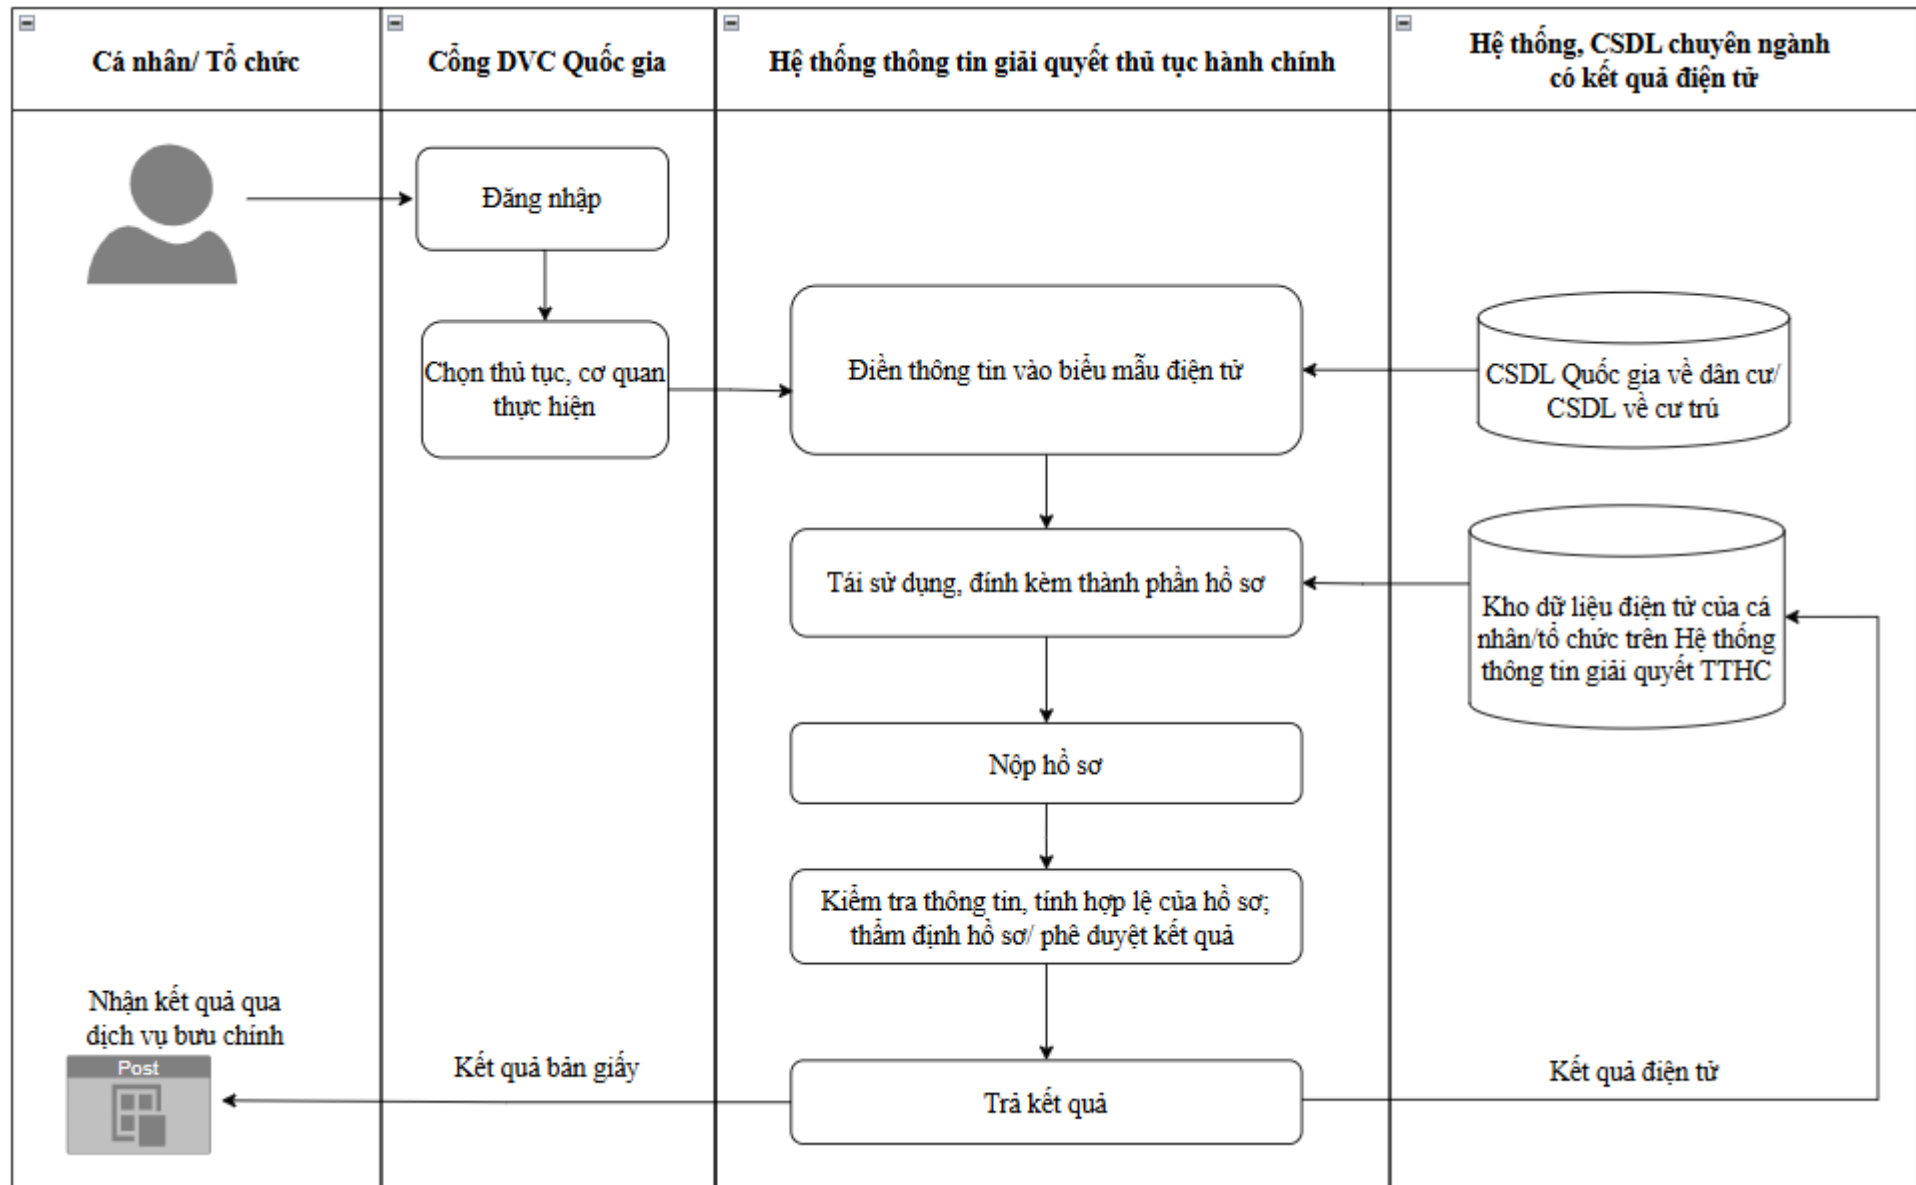 Cá nhân/ Tổ chức
Cổng DVC Quốc gia
Hệ thống thông tin giải quyết thủ tục hành chính
Hệ thống, CSDL chuyên ngành
có kết quả điện tử
Đăng nhập
Chọn thủ tục, cơ quan
thực hiện
Điền thông tin vào biểu mẫu điện tử
CSDL Quốc gia về dân cư/
CSDL về cư trú
Tái sử dụng, đính kèm thành phần hồ sơ
Kho dữ liệu điện tử của cá
nhân/tổ chức trên Hệ thống
thông tin giải quyết TTHC
Nộp hồ sơ
Kiểm tra thông tin, tính hợp lệ của hồ sơ;
thẩm định hồ sơ/ phê duyệt kết quả
Nhận kết quả qua
dịch vụ bưu chính
Post
Kết quả bản giấy
Trả kết quả
Kết quả điện tử